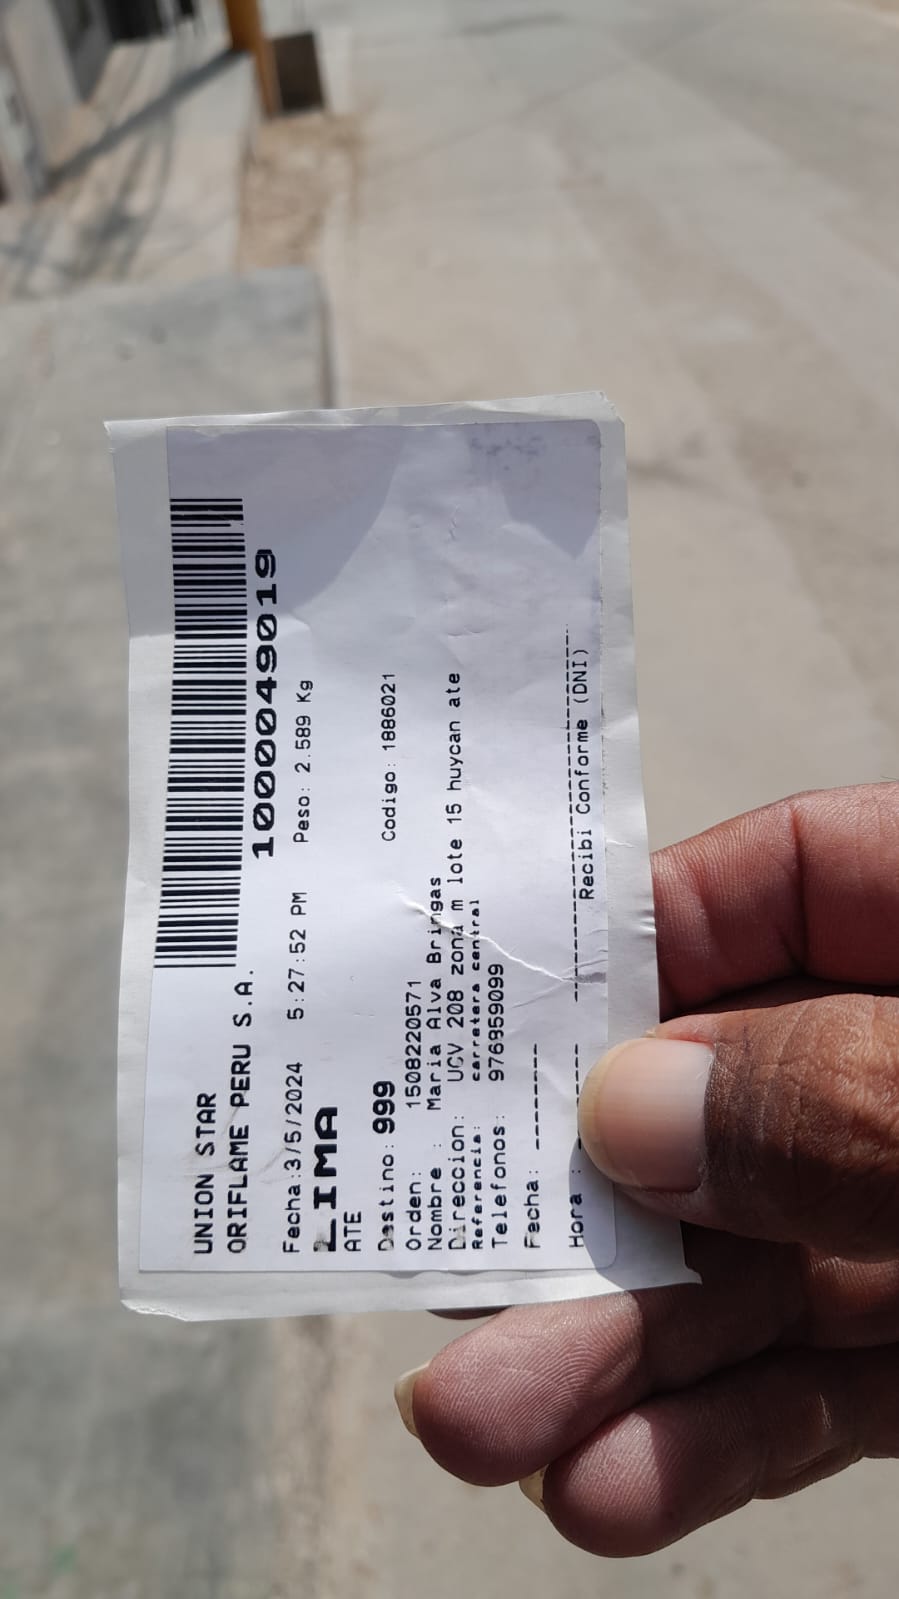 UNION STAR
ORIFLAME PERU S.A.
1000049019
Fecha:3/5/2024 5:27:52 PM Peso: 2.589 Kg
LIMA
ATE
Destino: 999 Codigo: 1886021
Orden: 1508220571
Nombre : Maria Alva Bringas
Direccion: UCV 208 zona m lote 15 huycan ate
Referencia: carretera central
Telefonos: 976959099
Fecha: -------
Hora :
Recibi Conforme (DNI)